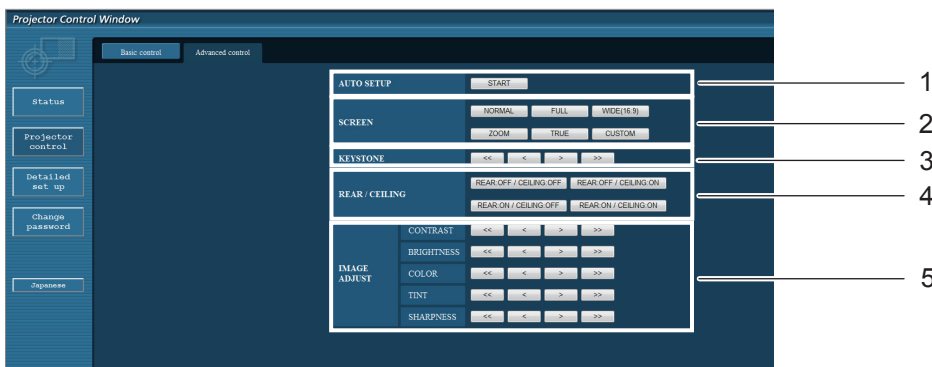 Projector Control Window
Basic control
Advanced control
Status
Projector
control
Detailed
set up
Change
password
Japanese
AUTO SETUP
START
1
SCREEN
NORMAL
FULL
WIDE(16:9)
ZOOM
TRUE
CUSTOM
2
KEYSTONE
<<
<
>
>>
3
REAR / CEILING
REAR:OFF / CEILING:OFF
REAR:OFF / CEILING:ON
REAR:ON / CEILING:OFF
REAR:ON / CEILING:ON
4
IMAGE
ADJUST
CONTRAST
<<
<
>
>>
BRIGHTNESS
<<
<
>
>>
COLOR
<<
<
>
>>
TINT
<<
<
>
>>
SHARPNESS
<<
<
>
>>
5